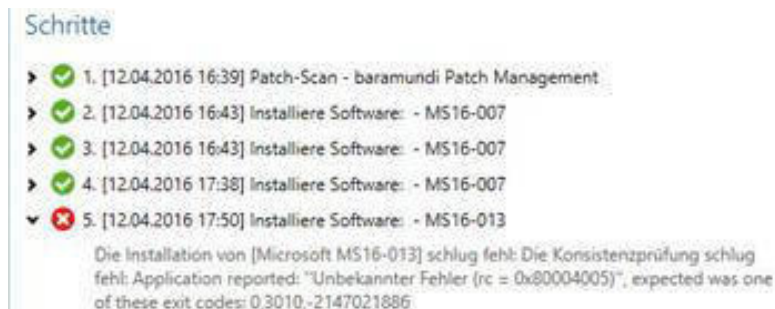 Schritte
1. [12.04.2016 16:39] Patch-Scan - baramundi Patch Management
2. [12.04.2016 16:43] Installiere Software: - MS16-007
3. [12.04.2016 16:43] Installiere Software: - MS16-007
4. [12.04.2016 17:38] Installiere Software: - MS16-007
5. [12.04.2016 17:50] Installiere Software: - MS16-013
Die Installation von [Microsoft MS16-013] schlug fehl: Die Konsistenzprüfung schlug
fehl: Application reported: "Unbekannter Fehler (rc = 0x80004005)", expected was one
of these exit codes: 0,3010,-2147021886